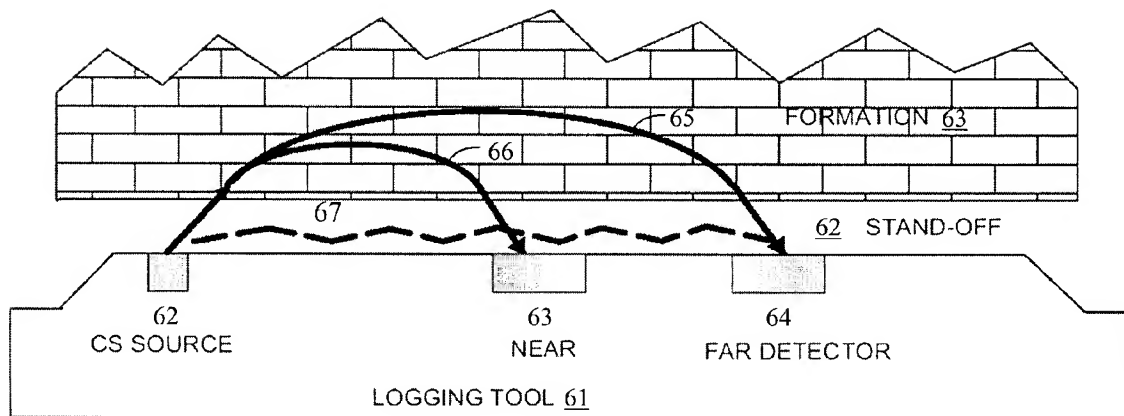 65
FORMATION 63
66
67
62 STAND-OFF
62
CS SOURCE
63
NEAR
64
FAR DETECTOR
LOGGING TOOL 61